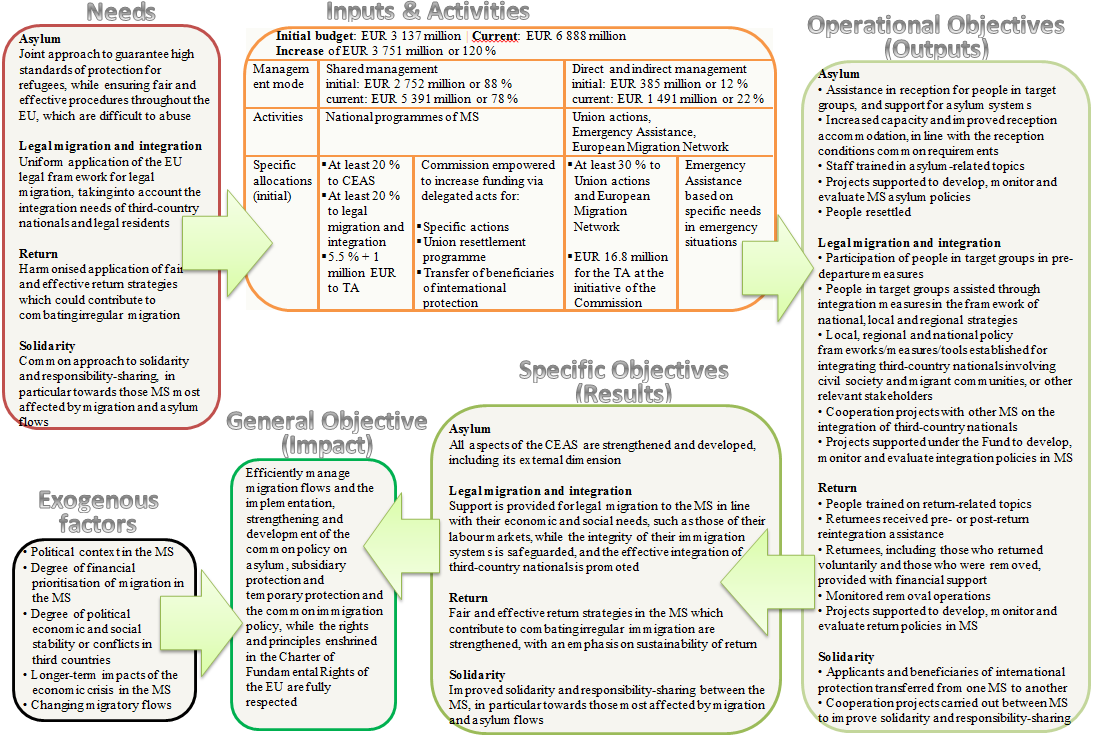 Needs
Asylum
Joint approach to guarantee high
standards of protection for
refugees, while ensuring fair and
effective procedures throughout the
EU, which are difficult to abuse
Legal migration and integration
Uniform application of the EU
legal framework for legal
migration, taking into account the
integration needs of third-country
nationals and legal residents
Return
Harmonised application of fair
and effective return strategies
which could contribute to
combating irregular migration
Solidarity
Common approach to solidarity
and responsibility-sharing, in
particular towards those MS most
affected by migration and asylum
flows
Inputs & Activities
Initial budget: EUR 3 137 million | Current: EUR 6 888 million
Increase of EUR 3 751 million or 120 %
Managem
ent mode
Shared management
initial: EUR 2 752 million or 88 %
current: EUR 5 391 million or 78 %
Direct and indirect management
initial: EUR 385 million or 12 %
current: EUR 1 491 million or 22 %
Activities
National programmes of MS
Union actions,
Emergency Assistance,
European Migration Network
Specific
allocations
(initial)
▪ At least 20 %
to CEAS
▪ At least 20 %
to legal
migration and
integration
▪ 5.5 % + 1
million EUR
to TA
Commission empowered
to increase funding via
delegated acts for:
▪ Specific actions
▪ Union resettlement
programme
▪ Transfer of beneficiaries
of international
protection
▪ At least 30 % to
Union actions
and European
Migration
Network
▪ EUR 16.8 million
for the TA at the
initiative of the
Commission
Emergency
Assistance
based on
specific needs
in emergency
situations
Operational Objectives
(Outputs)
Asylum
• Assistance in reception for people in target
groups, and support for asylum systems
• Increased capacity and improved reception
accommodation, in line with the reception
conditions common requirements
• Staff trained in asylum-related topics
• Projects supported to develop, monitor and
evaluate MS asylum policies
• People resettled
Legal migration and integration
• Participation of people in target groups in pre-
departure measures
• People in target groups assisted through
integration measures in the framework of
national, local and regional strategies
• Local, regional and national policy
frameworks/measures/tools established for
integrating third-country nationals involving
civil society and migrant communities, or other
relevant stakeholders
• Cooperation projects with other MS on the
integration of third-country nationals
• Projects supported under the Fund to develop,
monitor and evaluate integration policies in MS
Return
• People trained on return-related topics
• Returnees received pre- or post-return
reintegration assistance
• Returnees, including those who returned
voluntarily and those who were removed,
provided with financial support
• Monitored removal operations
• Projects supported to develop, monitor and
evaluate return policies in MS
Solidarity
• Applicants and beneficiaries of international
protection transferred from one MS to another
• Cooperation projects carried out between MS
to improve solidarity and responsibility-sharing
Specific Objectives
(Results)
Asylum
All aspects of the CEAS are strengthened and developed,
including its external dimension
Legal migration and integration
Support is provided for legal migration to the MS in line
with their economic and social needs, such as those of their
labour markets, while the integrity of their immigration
systems is safeguarded, and the effective integration of
third-country nationals is promoted
Return
Fair and effective return strategies in the MS which
contribute to combating irregular immigration are
strengthened, with an emphasis on sustainability of return
Solidarity
Improved solidarity and responsibility-sharing between the
MS, in particular towards those most affected by migration
and asylum flows
General Objective
(Impact)
Efficiently manage
migration flows and the
implementation,
strengthening and
development of the
common policy on
asylum, subsidiary
protection and
temporary protection and
the common immigration
policy, while the rights
and principles enshrined
in the Charter of
Fundamental Rights of
the EU are fully
respected
Exogenous
factors
• Political context in the MS
• Degree of financial
prioritisation of migration in
the MS
• Degree of political
economic and social
stability or conflicts in
third countries
• Longer-term impacts of the
economic crisis in the MS
• Changing migratory flows